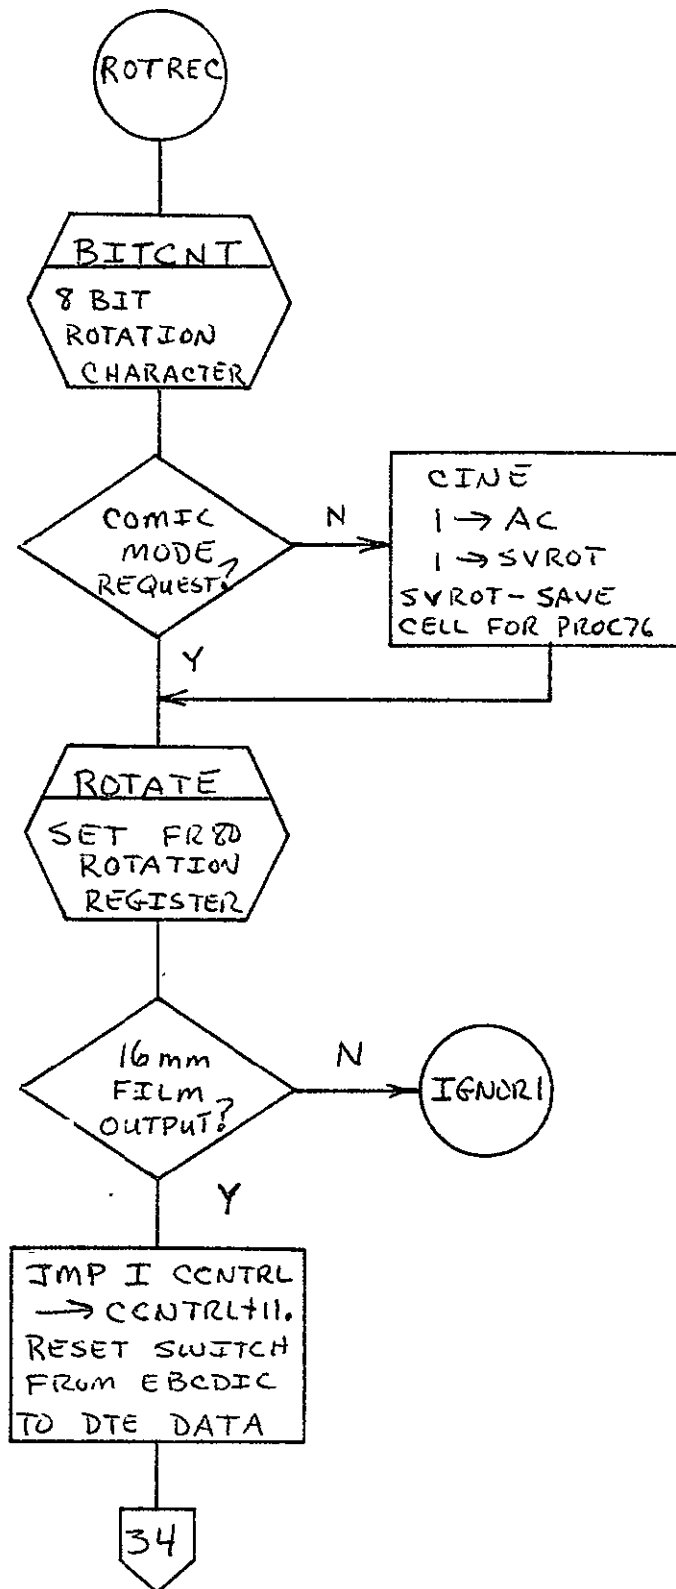 ROTREC
BITCNT
8 BIT
ROTATION
CHARACTER
COMIC
MODE
REQUEST?
N
CINE
1 → AC
1 → SVROT
SVROT - SAVE
CELL FOR PROC76
Y
ROTATE
SET FR80
ROTATION
REGISTER
16mm
FILM
OUTPUT?
N
IGNOR1
Y
JMP I CCNTRL
→ CCNTRL+11.
RESET SWITCH
FROM EBCDIC
TO DTE DATA
34